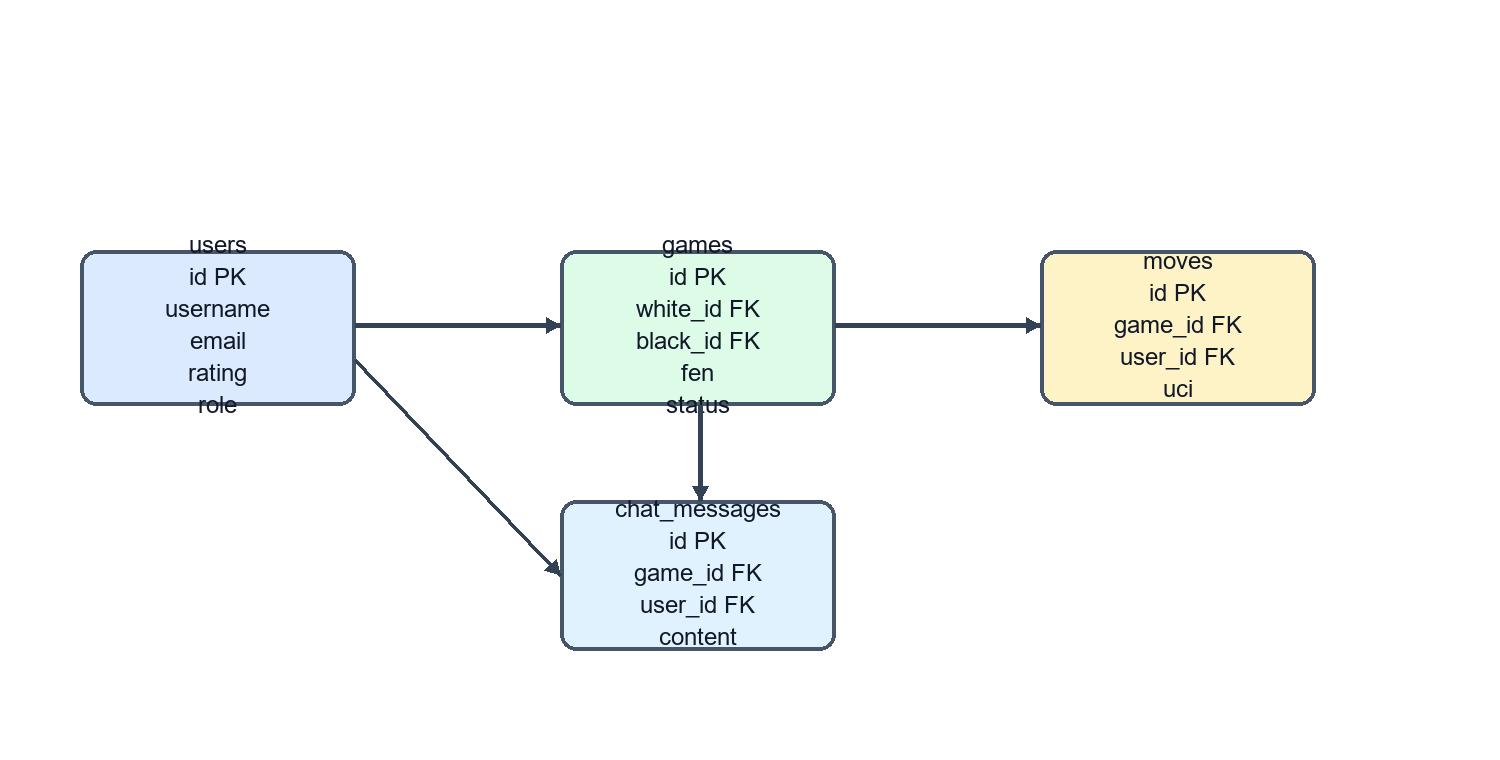 users
id PK
username
email
rating
role
games
id PK
white_id FK
black_id FK
fen
status
moves
id PK
game_id FK
user_id FK
uci
chat_messages
id PK
game_id FK
user_id FK
content